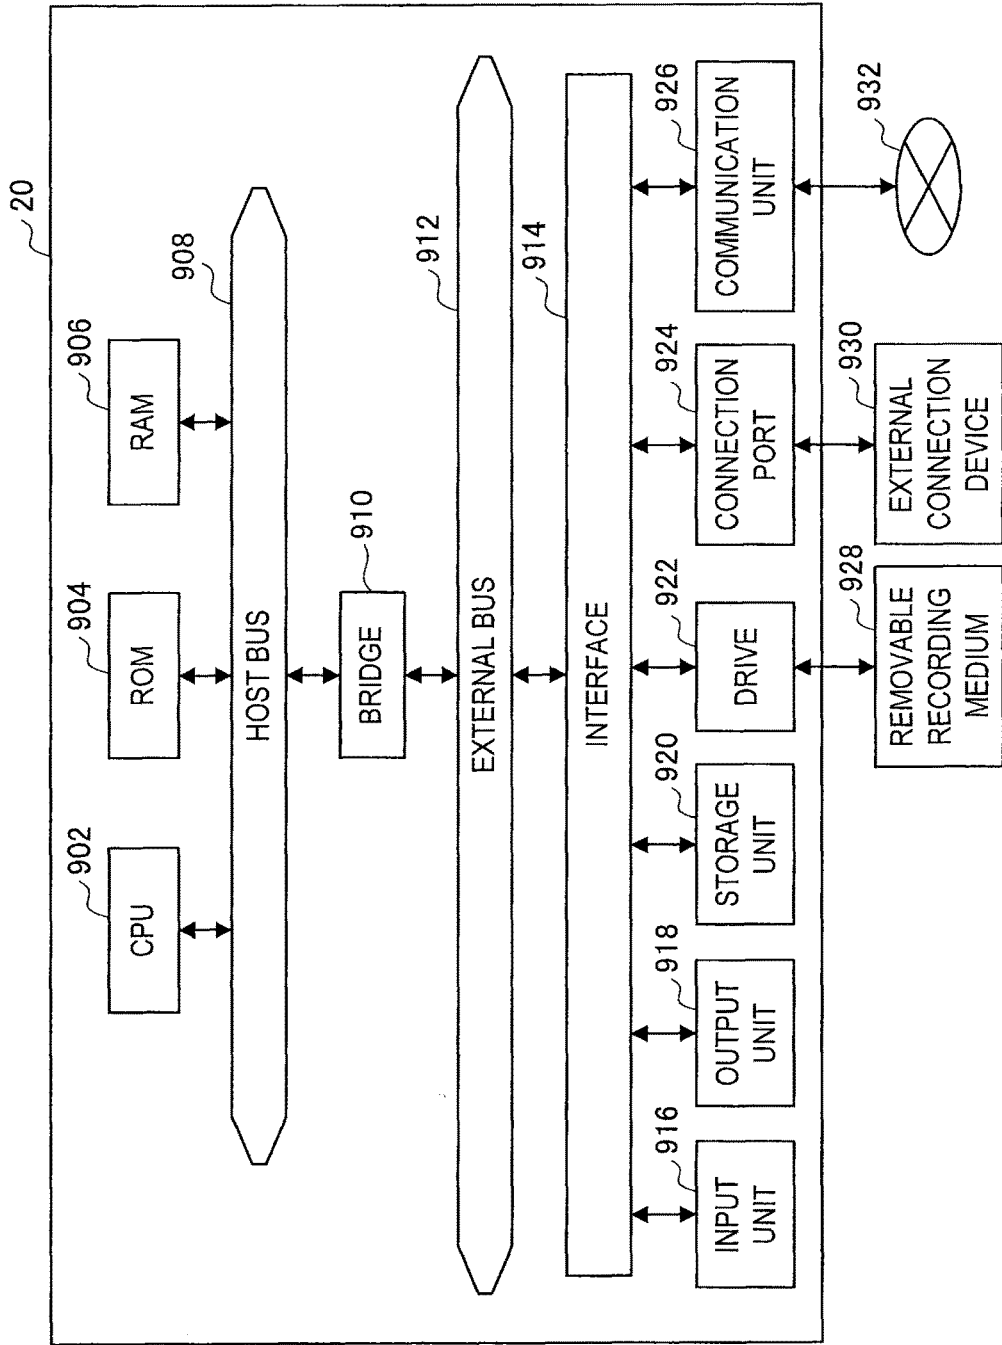 20
902
904
906
CPU
ROM
RAM
908
HOST BUS
910
BRIDGE
912
EXTERNAL BUS
914
INTERFACE
916
918
920
922
924
926
INPUT
UNIT
OUTPUT
UNIT
STORAGE
UNIT
DRIVE
CONNECTION
PORT
COMMUNICATION
UNIT
928
930
932
REMOVABLE
RECORDING
MEDIUM
EXTERNAL
CONNECTION
DEVICE